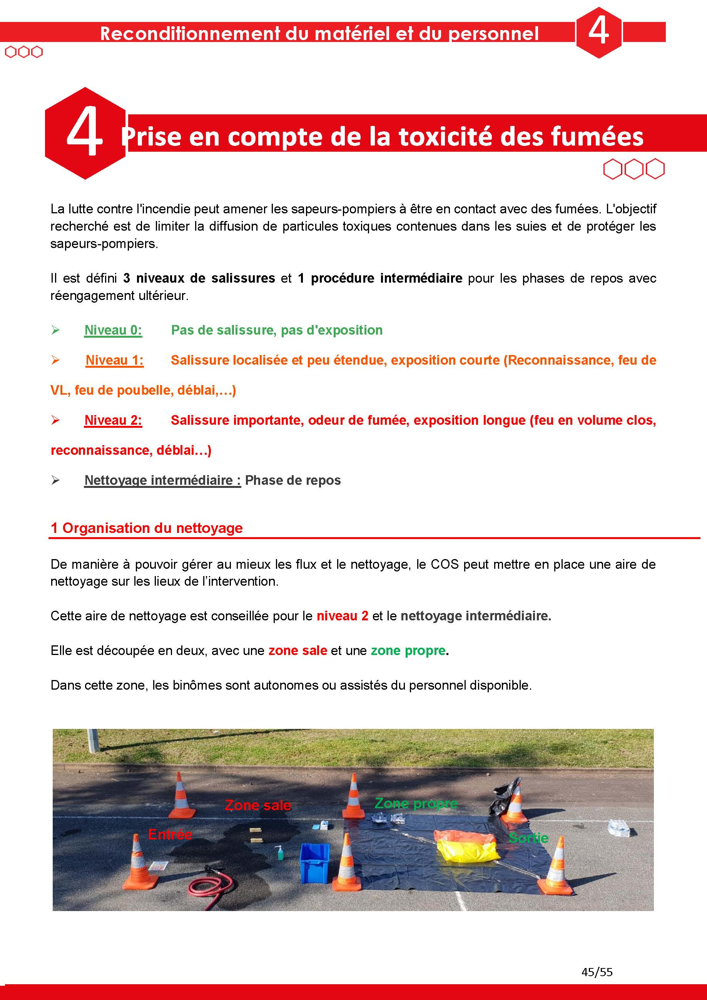 Reconditionnement du matériel et du personnel
4
4
Prise en compte de la toxicité des fumées
La lutte contre l'incendie peut amener les sapeurs-pompiers à être en contact avec des fumées. L'objectif
recherché est de limiter la diffusion de particules toxiques contenues dans les suies et de protéger les
sapeurs-pompiers.
Il est défini 3 niveaux de salissures et 1 procédure intermédiaire pour les phases de repos avec
réengagement ultérieur.
➢ Niveau 0: Pas de salissure, pas d'exposition
➢ Niveau 1: Salissure localisée et peu étendue, exposition courte (Reconnaissance, feu de
VL, feu de poubelle, déblai,…)
➢ Niveau 2: Salissure importante, odeur de fumée, exposition longue (feu en volume clos,
reconnaissance, déblai…)
➢ Nettoyage intermédiaire : Phase de repos
1 Organisation du nettoyage
De manière à pouvoir gérer au mieux les flux et le nettoyage, le COS peut mettre en place une aire de
nettoyage sur les lieux de l’intervention.
Cette aire de nettoyage est conseillée pour le niveau 2 et le nettoyage intermédiaire.
Elle est découpée en deux, avec une zone sale et une zone propre.
Dans cette zone, les binômes sont autonomes ou assistés du personnel disponible.
Zone sale
Zone propre
Entrée
Sortie
45/55